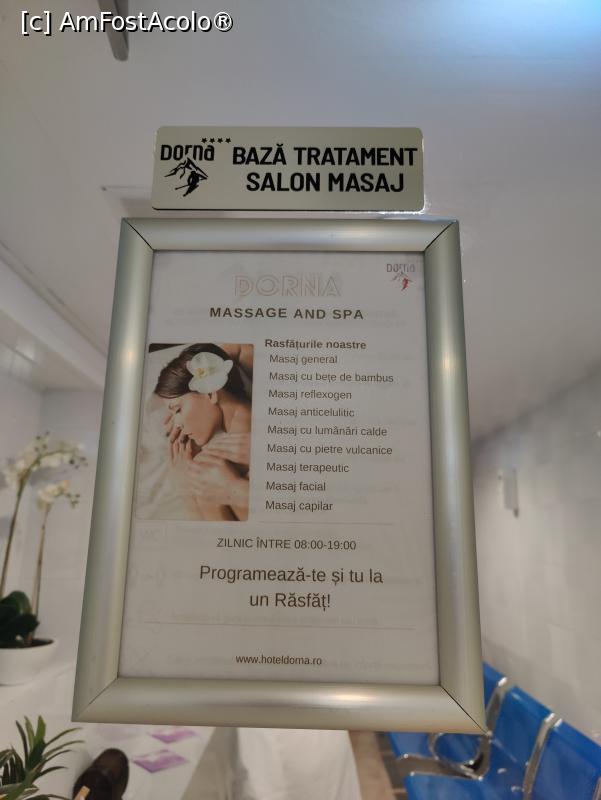 [c] AmFostAcolo®
Dorna
BAZĂ TRATAMENT
SALON MASAJ
DORNA
Dorna
MASSAGE AND SPA
Rasfățurile noastre
Masaj general
Masaj cu bețe de bambus
Masaj reflexogen
Masaj anticelulitic
Masaj cu lumânări calde
Masaj cu pietre vulcanice
Masaj terapeutic
Masaj facial
Masaj capilar
ZILNIC ÎNTRE 08:00-19:00
Programează-te și tu la
un Răsfăț!
www.hoteldorna.ro